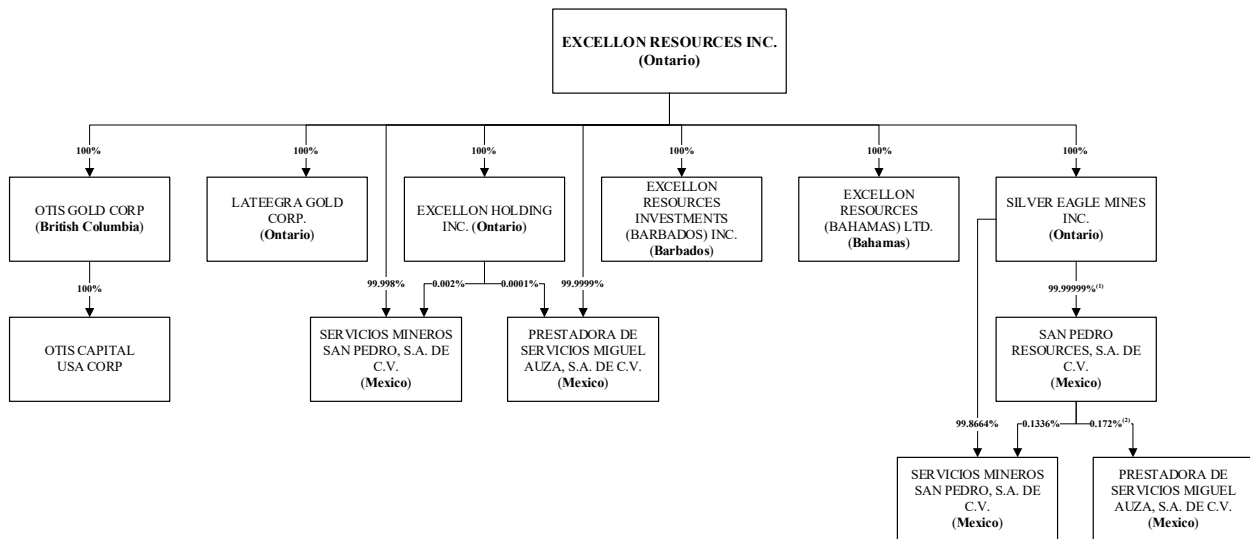 EXCELLON RESOURCES INC.
(Ontario)
100%
100%
100%
100%
100%
100%
OTIS GOLD CORP
(British Columbia)
LATEEGRA GOLD
CORP.
(Ontario)
EXCELLON HOLDING
INC. (Ontario)
EXCELLON
RESOURCES
INVESTMENTS
(BARBADOS) INC.
(Barbados)
EXCELLON
RESOURCES
(BAHAMAS) LTD.
(Bahamas)
SILVER EAGLE MINES
INC.
(Ontario)
100%
99.998%
0.002%
0.0001%
99.9999%
99.99999%(1)
OTIS CAPITAL
USA CORP
SERVICIOS MINEROS
SAN PEDRO, S.A. DE
C.V.
(Mexico)
PRESTADORA DE
SERVICIOS MIGUEL
AUZA, S.A. DE C.V.
(Mexico)
SAN PEDRO
RESOURCES, S.A. DE
C.V.
(Mexico)
99.8664%
0.1336%
0.172%(2)
SERVICIOS MINEROS
SAN PEDRO, S.A. DE
C.V.
(Mexico)
PRESTADORA DE
SERVICIOS MIGUEL
AUZA, S.A. DE C.V.
(Mexico)